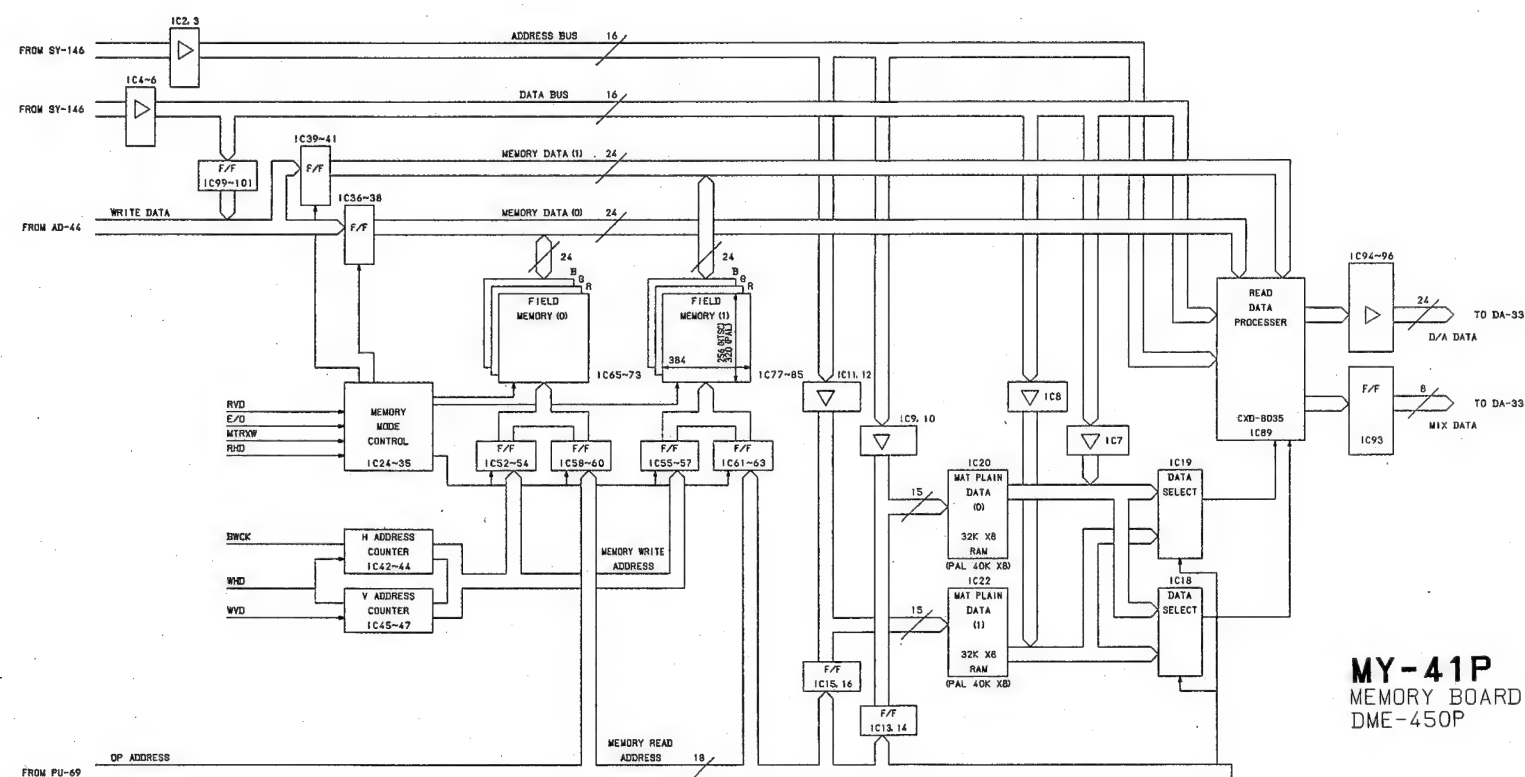 IC2, 3
FROM SY-146
ADDRESS BUS 16
IC4~6
FROM SY-146
DATA BUS 16
IC39~41
F/F
MEMORY DATA (1) 24
F/F
IC99~101
IC36~38
F/F
WRITE DATA
FROM AD-44
MEMORY DATA (0) 24
24
B
G
R
FIELD
MEMORY (0)
IC65~73
24
B
G
R
FIELD
MEMORY (1)
256 (NTSC)
320 (PAL)
384
IC77~85
IC11, 12
IC9, 10
IC8
IC7
READ
DATA
PROCESSER
CXD-8035
IC89
IC94~96
24
TO DA-33
D/A DATA
F/F
IC93
8
TO DA-33
MIX DATA
RVD
E/O
MTRXW
RHD
MEMORY
MODE
CONTROL
IC24~35
F/F
IC52~54
F/F
IC58~60
F/F
IC55~57
F/F
IC61~63
BWCK
WHD
WVD
H ADDRESS
COUNTER
IC42~44
V ADDRESS
COUNTER
IC45~47
MEMORY WRITE
ADDRESS
15
IC20
MAT PLAIN
DATA
(0)
32K X8
RAM
(PAL 40K X8)
IC19
DATA
SELECT
15
IC22
MAT PLAIN
DATA
(1)
32K X8
RAM
(PAL 40K X8)
IC18
DATA
SELECT
F/F
IC15, 16
F/F
IC13, 14
MY-41P
MEMORY BOARD
DME-450P
OP ADDRESS
FROM PU-69
MEMORY READ
ADDRESS 18